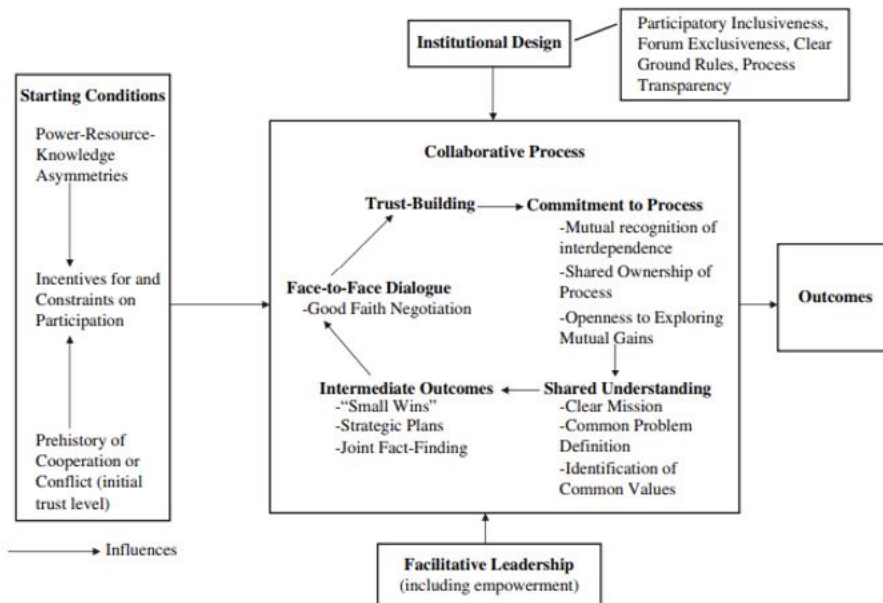 Institutional Design
Participatory Inclusiveness,
Forum Exclusiveness, Clear
Ground Rules, Process
Transparency
Starting Conditions
Power-Resource-
Knowledge
Asymmetries
Incentives for and
Constraints on
Participation
Prehistory of
Cooperation or
Conflict (initial
trust level)
Influences
Collaborative Process
Trust-Building
Commitment to Process
-Mutual recognition of
interdependence
-Shared Ownership of
Process
-Openness to Exploring
Mutual Gains
Face-to-Face Dialogue
-Good Faith Negotiation
Intermediate Outcomes
-“Small Wins”
-Strategic Plans
-Joint Fact-Finding
Shared Understanding
-Clear Mission
-Common Problem
Definition
-Identification of
Common Values
Outcomes
Facilitative Leadership
(including empowerment)